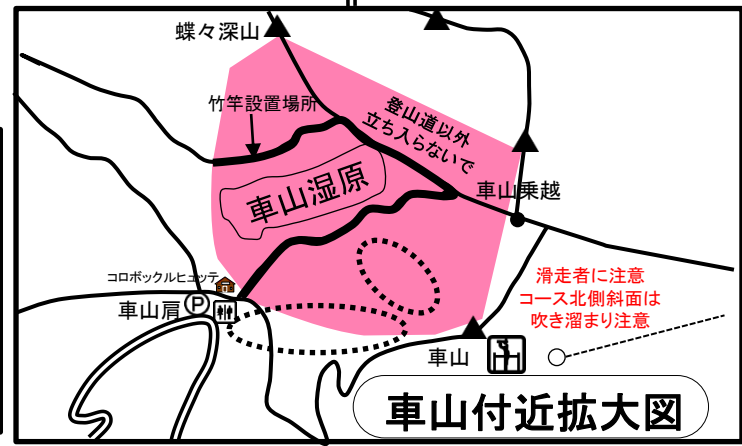 蝶々深山
竹竿設置場所
登山道以外
立ち入らないで
車山湿原
車山乗越
コロボックルヒュッテ
P
車山肩
滑走者に注意
コース北側斜面は
吹き溜まり注意
車山
車山付近拡大図